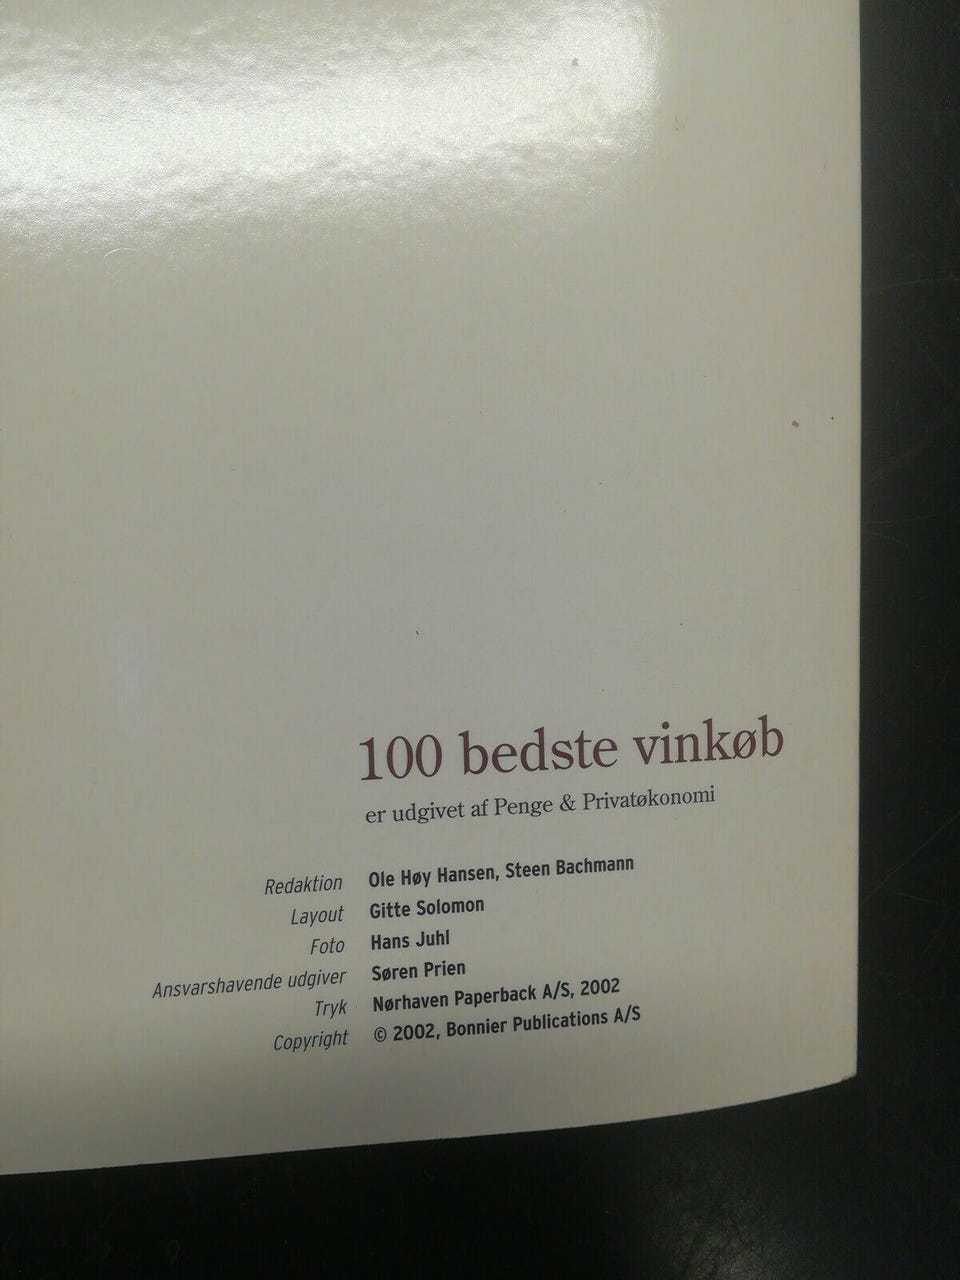 100 bedste vinkøb
er udgivet af Penge & Privatøkonomi
Redaktion Ole Høy Hansen, Steen Bachmann
Layout Gitte Solomon
Foto Hans Juhl
Ansvarshavende udgiver Søren Prien
Tryk Nørhaven Paperback A/S, 2002
Copyright © 2002, Bonnier Publications A/S